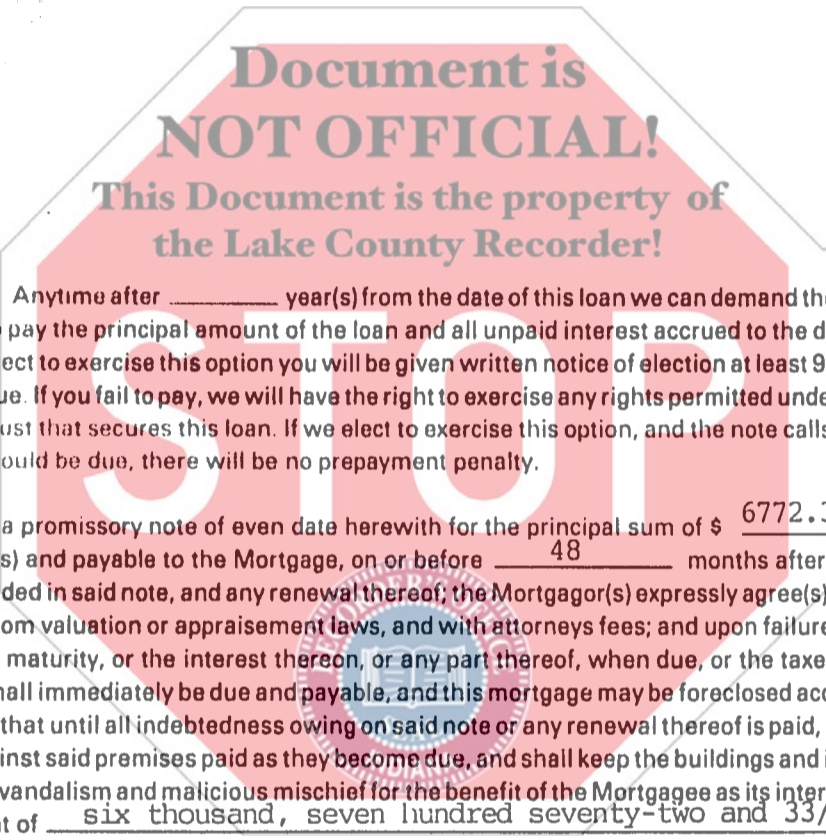 Document is
NOT OFFICIAL!
This Document is the property of
the Lake County Recorder!
STOP
Anytime after ________ year(s) from the date of this loan we can demand the
pay the principal amount of the loan and all unpaid interest accrued to the d
ect to exercise this option you will be given written notice of election at least 9
ue. If you fail to pay, we will have the right to exercise any rights permitted unde
ust that secures this loan. If we elect to exercise this option, and the note calls
ould be due, there will be no prepayment penalty.
a promissory note of even date herewith for the principal sum of $ 6772.3
s) and payable to the Mortgage, on or before 48 months after
ded in said note, and any renewal thereof; the Mortgagor(s) expressly agree(s)
om valuation or appraisement laws, and with attorneys fees; and upon failure
maturity, or the interest thereon, or any part thereof, when due, or the taxe
hall immediately be due and payable, and this mortgage may be foreclosed acc
that until all indebtedness owing on said note or any renewal thereof is paid,
inst said premises paid as they become due, and shall keep the buildings and i
vandalism and malicious mischief for the benefit of the Mortgagee as its inter
t of six thousand, seven hundred seventy-two and 33/
RECORDER'S OFFICE